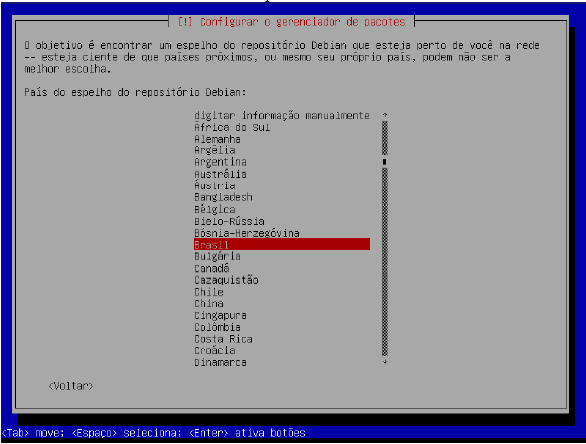 [!] Configurar o gerenciador de pacotes
O objetivo é encontrar um espelho do repositório Debian que esteja perto de você na rede
-- esteja ciente de que países próximos, ou mesmo seu próprio país, podem não ser a
melhor escolha.
País do espelho do repositório Debian:
digitar informação manualmente
África do Sul
Alemanha
Argélia
Argentina
Austrália
Áustria
Bangladesh
Bélgica
Bielo-Rússia
Bósnia-Herzegóvina
Brasil
Bulgária
Canadá
Cazaquistão
Chile
China
Cingapura
Colômbia
Costa Rica
Croácia
Dinamarca
<Voltar>
<Tab> move; <Espaço> seleciona; <Enter> ativa botões